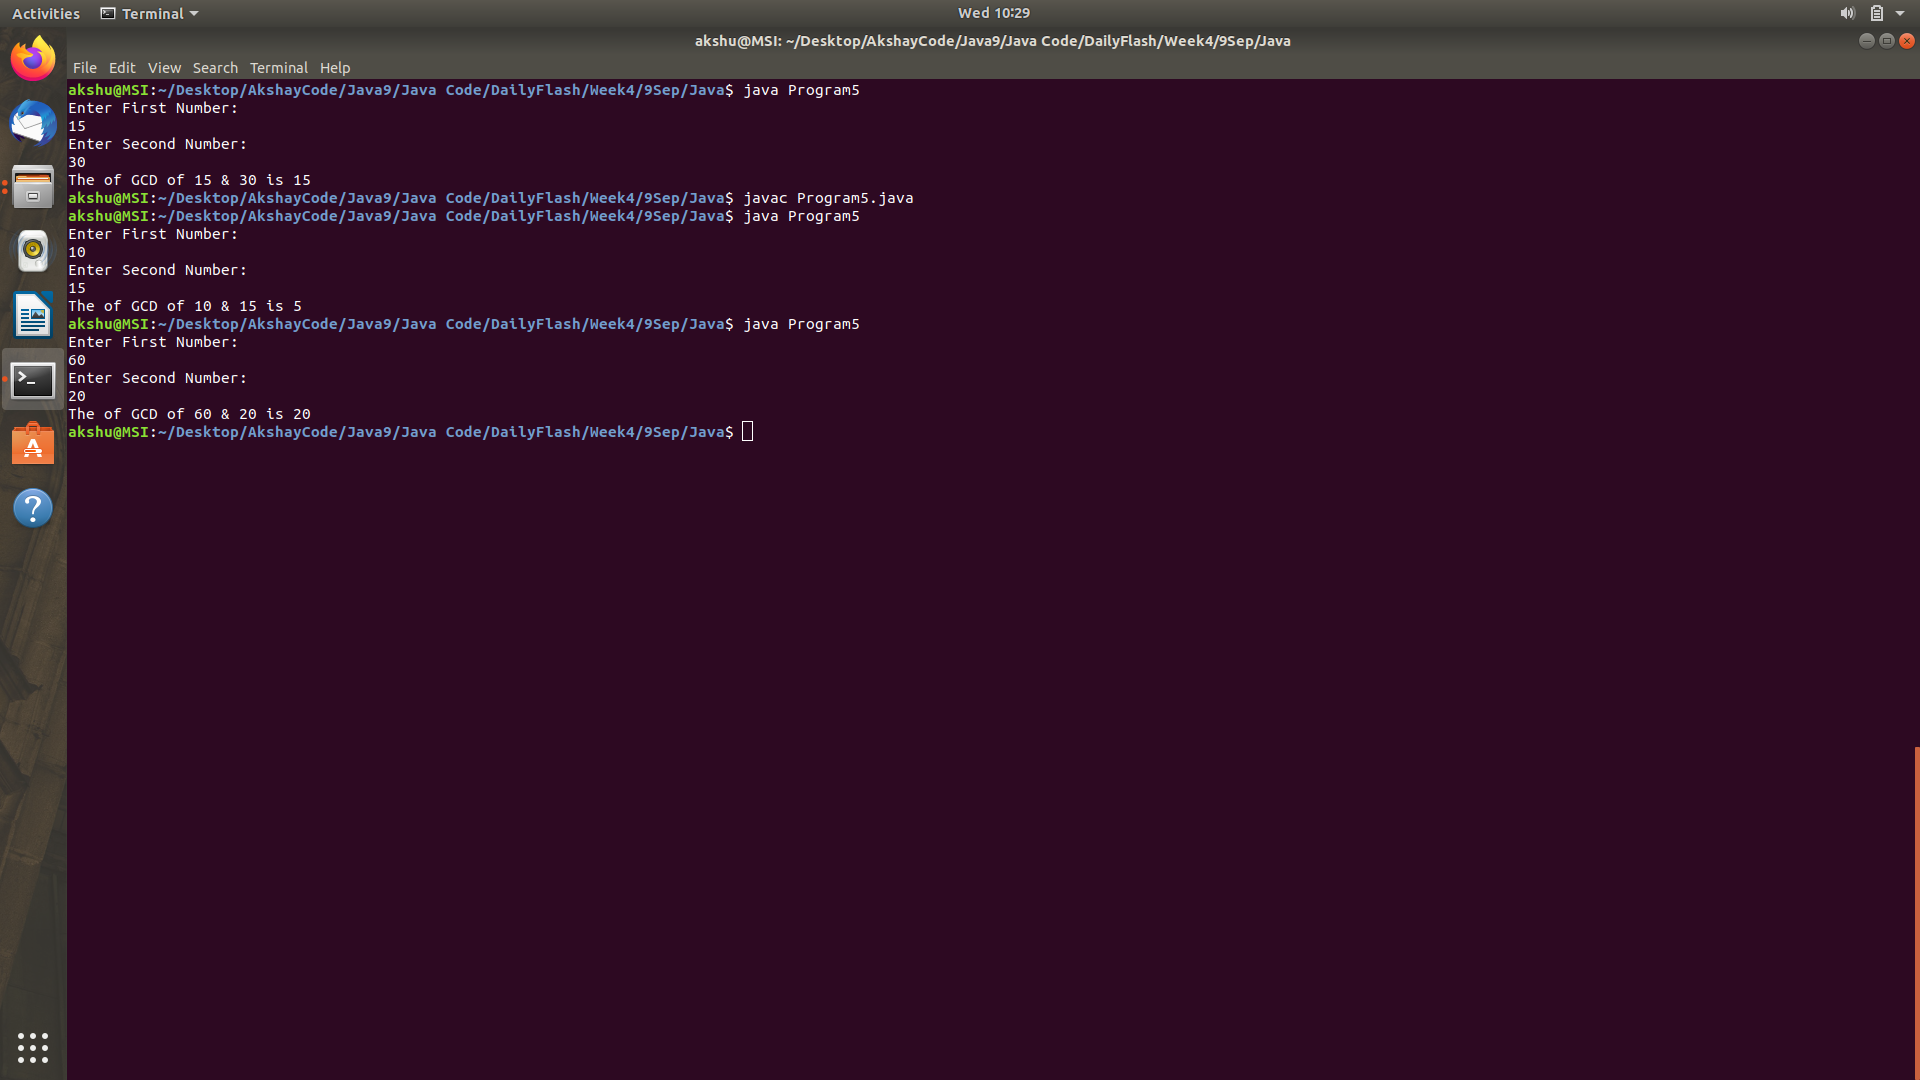 Activities Terminal Wed 10:29
akshu@MSI: ~/Desktop/AkshayCode/Java9/Java Code/DailyFlash/Week4/9Sep/Java
File Edit View Search Terminal Help
akshu@MSI:~/Desktop/AkshayCode/Java9/Java Code/DailyFlash/Week4/9Sep/Java$ java Program5
Enter First Number:
15
Enter Second Number:
30
The of GCD of 15 & 30 is 15
akshu@MSI:~/Desktop/AkshayCode/Java9/Java Code/DailyFlash/Week4/9Sep/Java$ javac Program5.java
akshu@MSI:~/Desktop/AkshayCode/Java9/Java Code/DailyFlash/Week4/9Sep/Java$ java Program5
Enter First Number:
10
Enter Second Number:
15
The of GCD of 10 & 15 is 5
akshu@MSI:~/Desktop/AkshayCode/Java9/Java Code/DailyFlash/Week4/9Sep/Java$ java Program5
Enter First Number:
60
Enter Second Number:
20
The of GCD of 60 & 20 is 20
akshu@MSI:~/Desktop/AkshayCode/Java9/Java Code/DailyFlash/Week4/9Sep/Java$